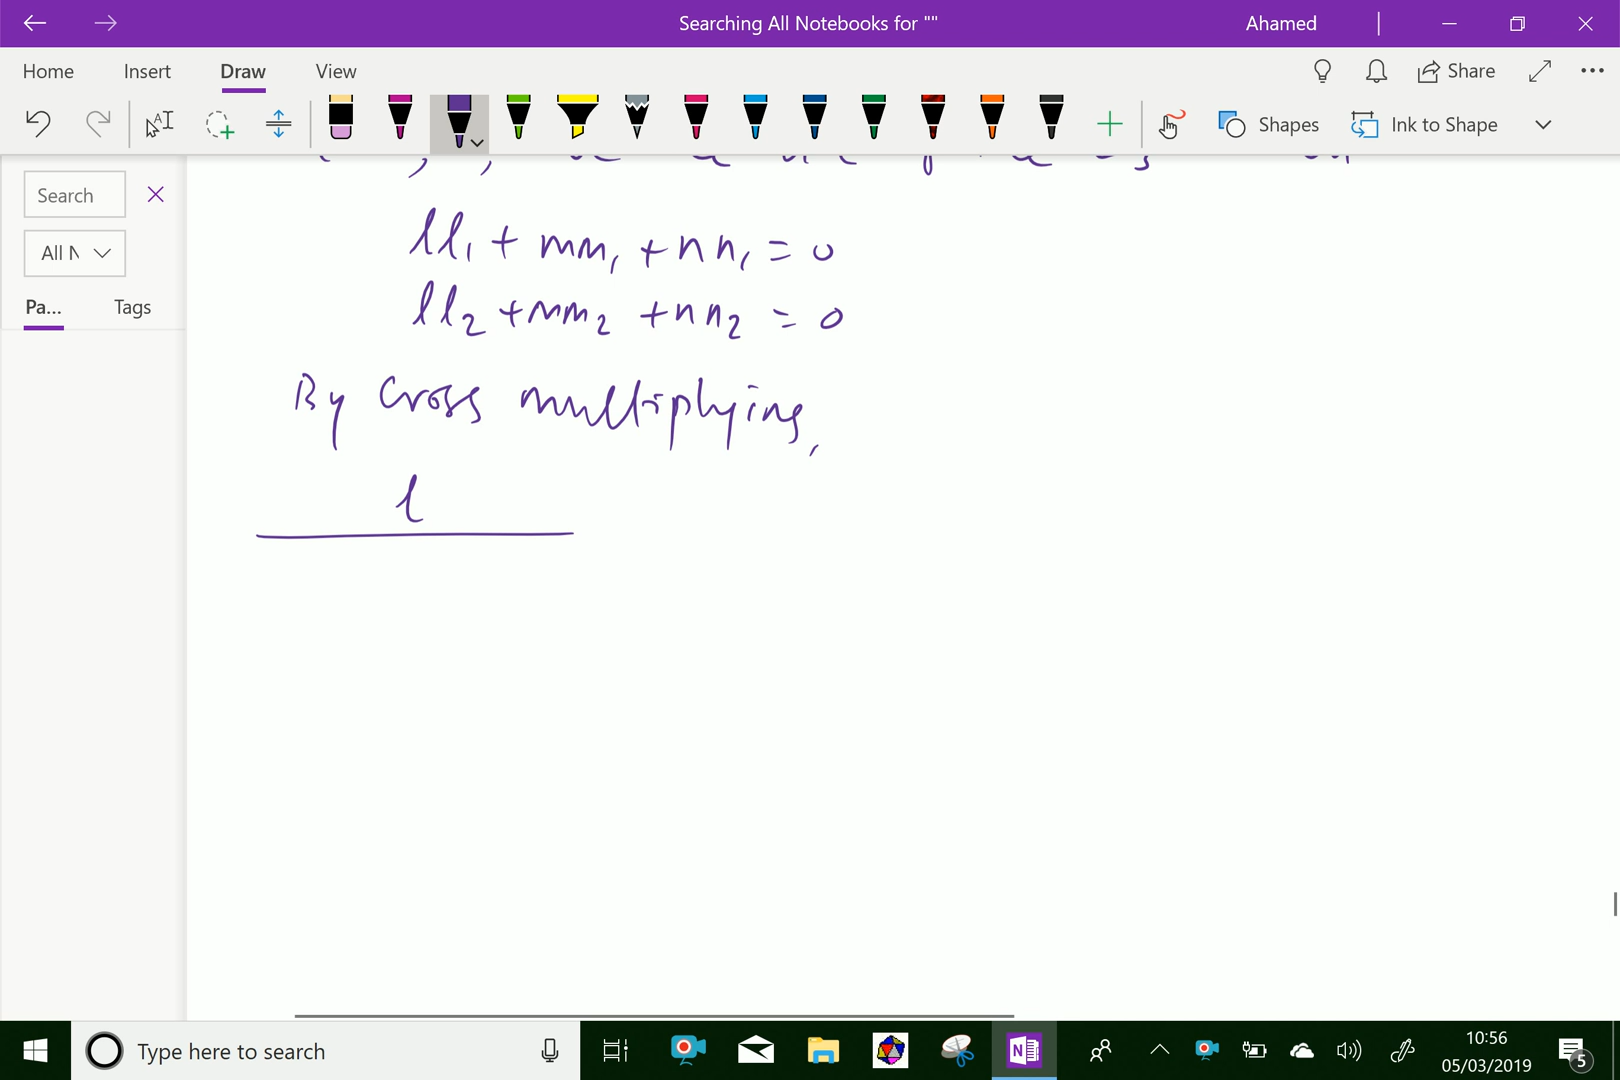 Searching All Notebooks for ""
Ahamed
Home Insert Draw View
Share
Shapes
Ink to Shape
Search
All N
Pa... Tags
ll₁ + mm₁ + nn₁ = 0
ll₂ + mm₂ + nn₂ = 0
By Cross multiplying,
l
Type here to search
N
10:56
05/03/2019
5